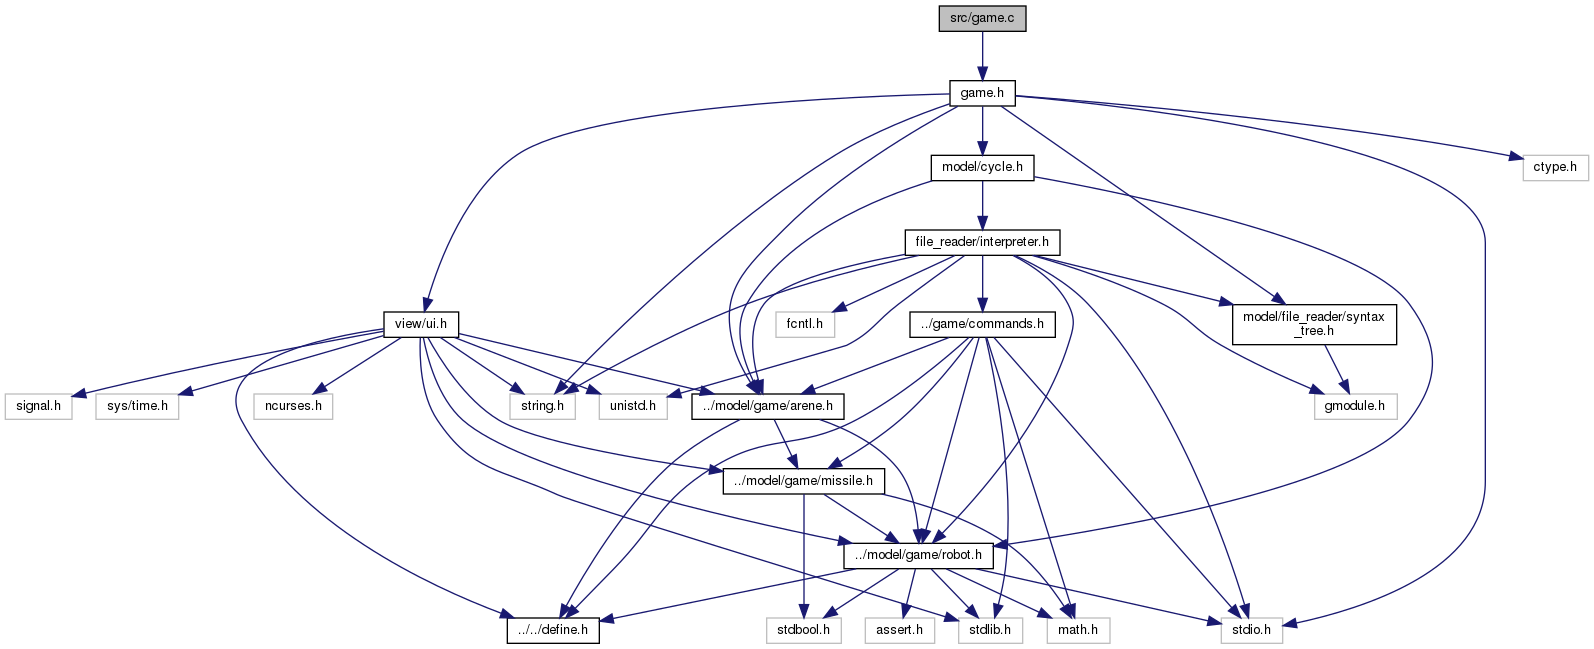 src/game.c
game.h
model/cycle.h
ctype.h
file_reader/interpreter.h
view/ui.h
fcntl.h
../game/commands.h
model/file_reader/syntax
_tree.h
signal.h
sys/time.h
ncurses.h
string.h
unistd.h
../model/game/arene.h
gmodule.h
../model/game/missile.h
../model/game/robot.h
../../define.h
stdbool.h
assert.h
stdlib.h
math.h
stdio.h